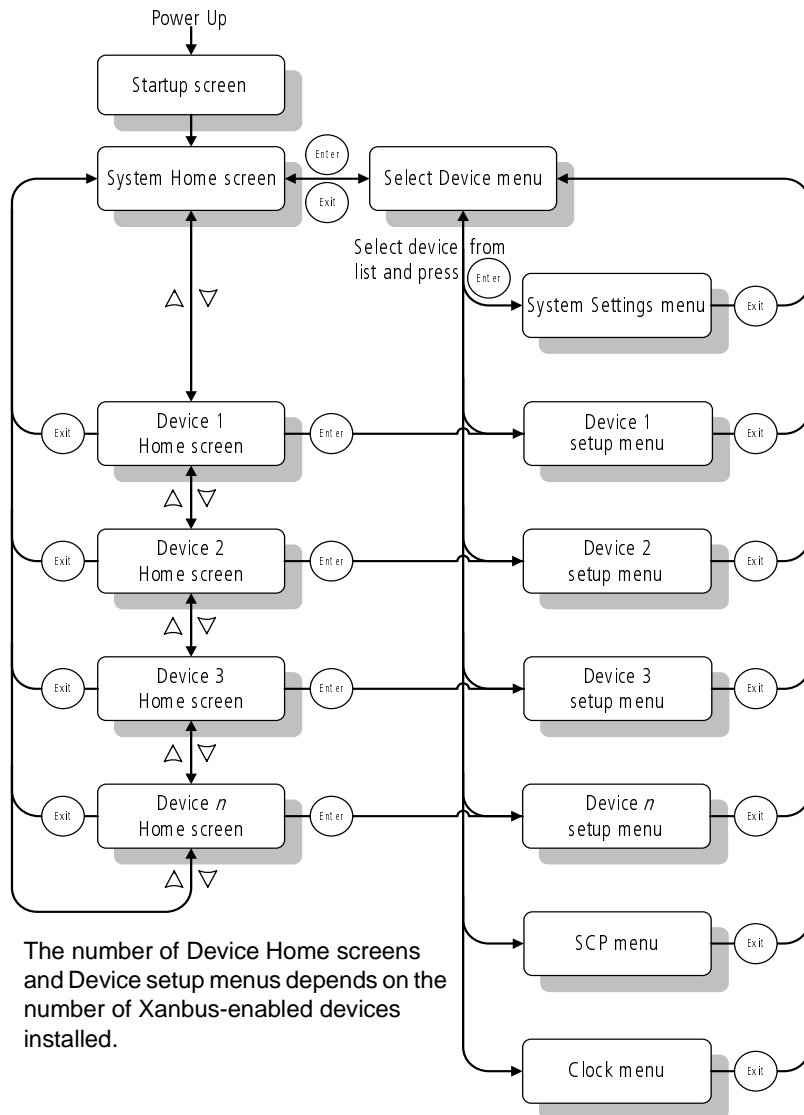 Power Up
Startup screen
System Home screen
Enter
Exit
Select Device menu
Select device from
list and press
Enter
System Settings menu
Exit
Exit
Device 1
Home screen
Enter
Device 1
setup menu
Exit
Exit
Device 2
Home screen
Enter
Device 2
setup menu
Exit
Exit
Device 3
Home screen
Enter
Device 3
setup menu
Exit
Exit
Device n
Home screen
Enter
Device n
setup menu
Exit
SCP menu
Exit
Clock menu
Exit
The number of Device Home screens
and Device setup menus depends on the
number of Xanbus-enabled devices
installed.